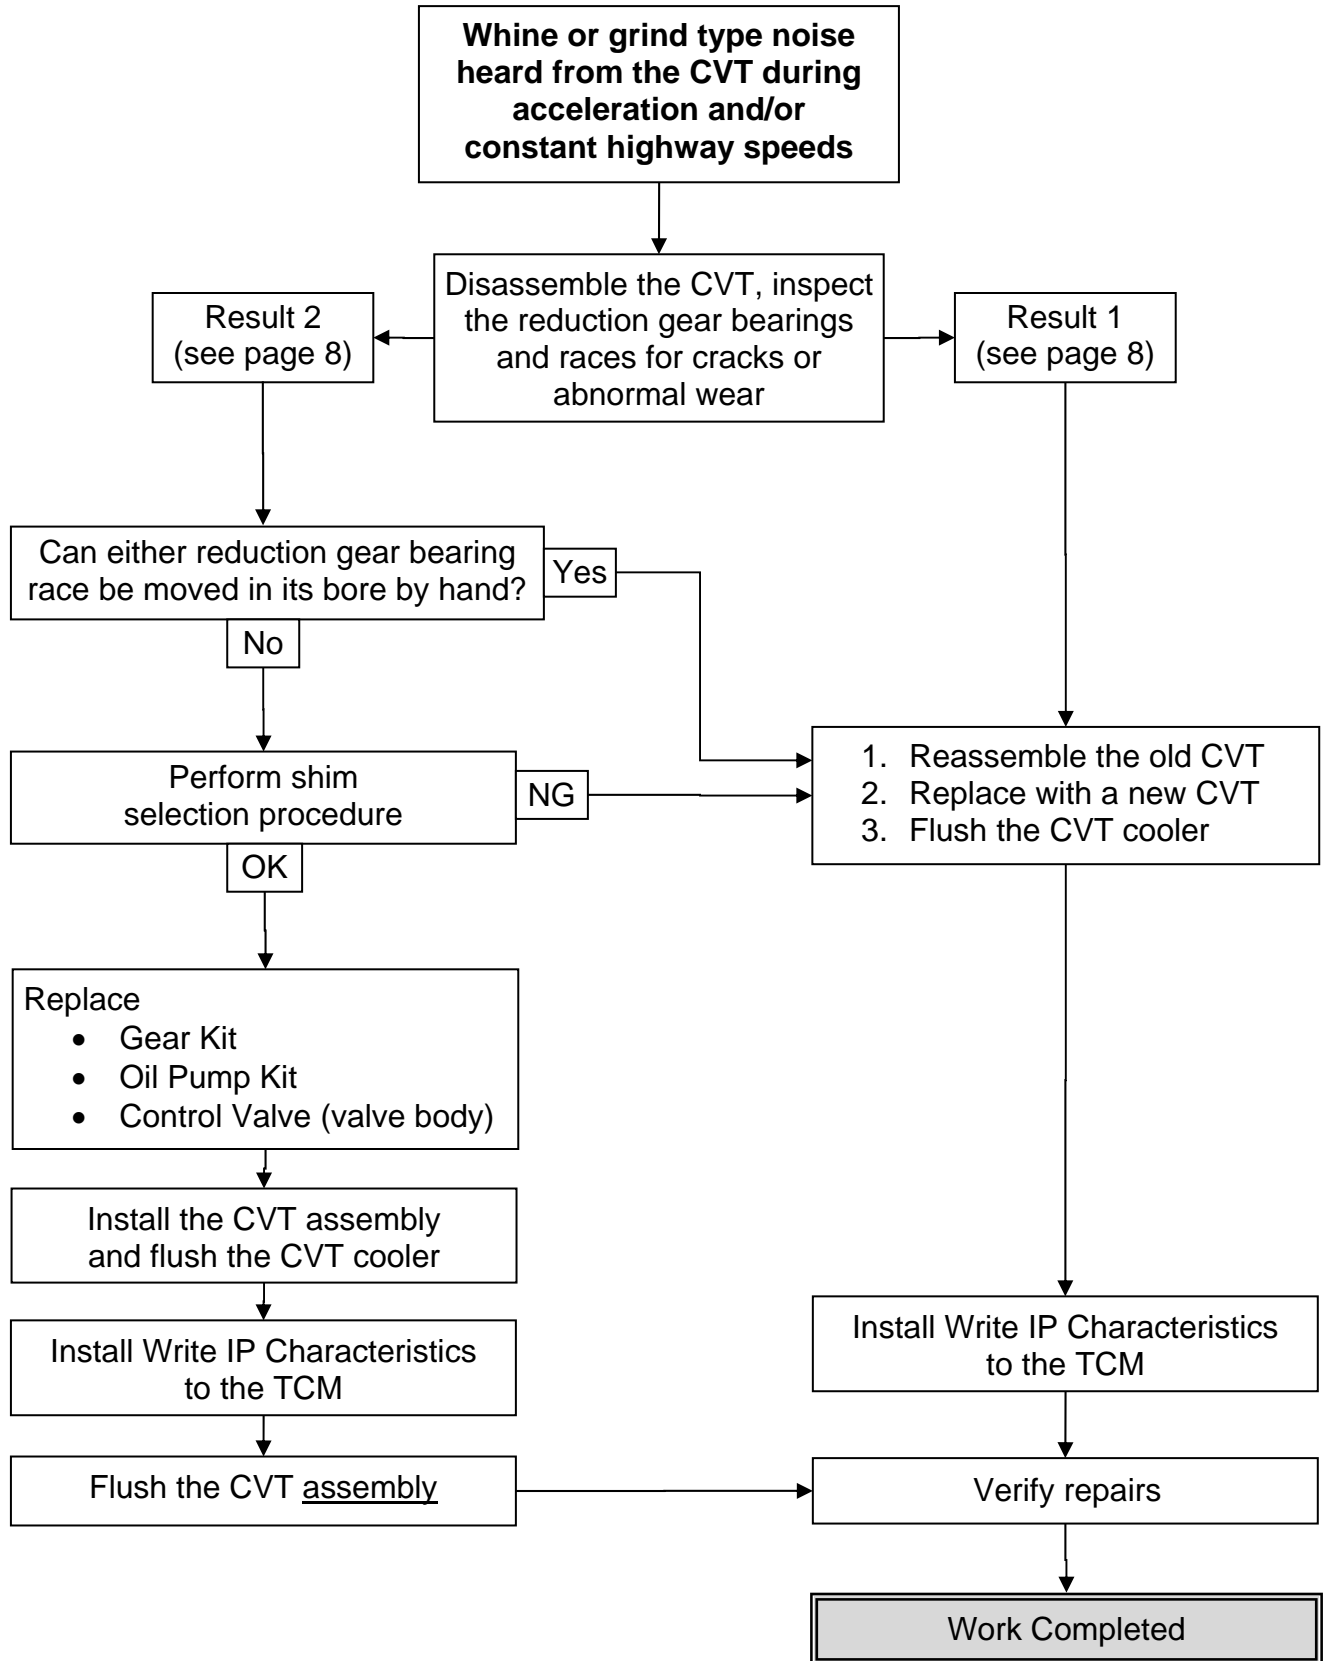 Whine or grind type noise
heard from the CVT during
acceleration and/or
constant highway speeds
Disassemble the CVT, inspect
the reduction gear bearings
and races for cracks or
abnormal wear
Result 2
(see page 8)
Result 1
(see page 8)
Can either reduction gear bearing
race be moved in its bore by hand?
Yes
No
Perform shim
selection procedure
NG
OK
1. Reassemble the old CVT
2. Replace with a new CVT
3. Flush the CVT cooler
Replace
• Gear Kit
• Oil Pump Kit
• Control Valve (valve body)
Install the CVT assembly
and flush the CVT cooler
Install Write IP Characteristics
to the TCM
Flush the CVT assembly
Install Write IP Characteristics
to the TCM
Verify repairs
Work Completed